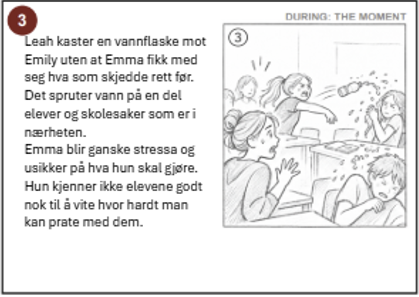 3
DURING: THE MOMENT
Leah kaster en vannflaske mot
Emily uten at Emma fikk med
seg hva som skjedde rett før.
Det spruter vann på en del
elever og skolesaker som er i
nærheten.
Emma blir ganske stressa og
usikker på hva hun skal gjøre.
Hun kjenner ikke elevene godt
nok til å vite hvor hardt man
kan prate med dem.
3